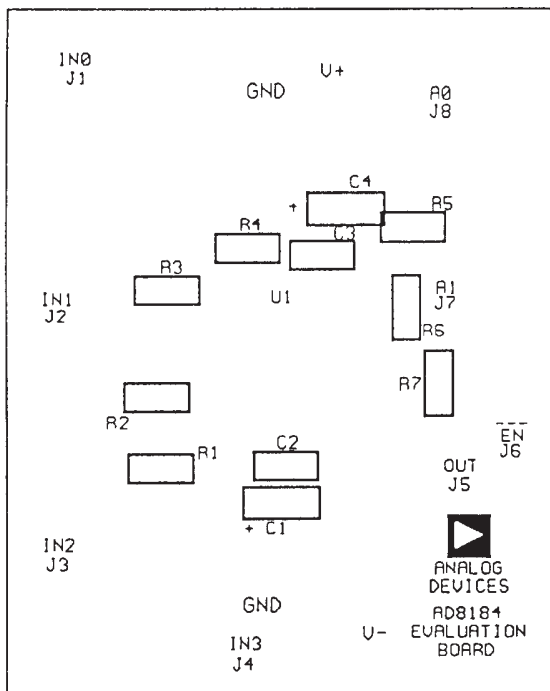 IN0
J1
GND
V+
A0
J8
C4
+
R5
R4
C3
R3
U1
IN1
J2
A1
J7
R6
R7
R2
EN
J6
R1
C2
OUT
J5
+ C1
IN2
J3
ANALOG
DEVICES
GND
AD8184
EVALUATION
BOARD
V-
IN3
J4